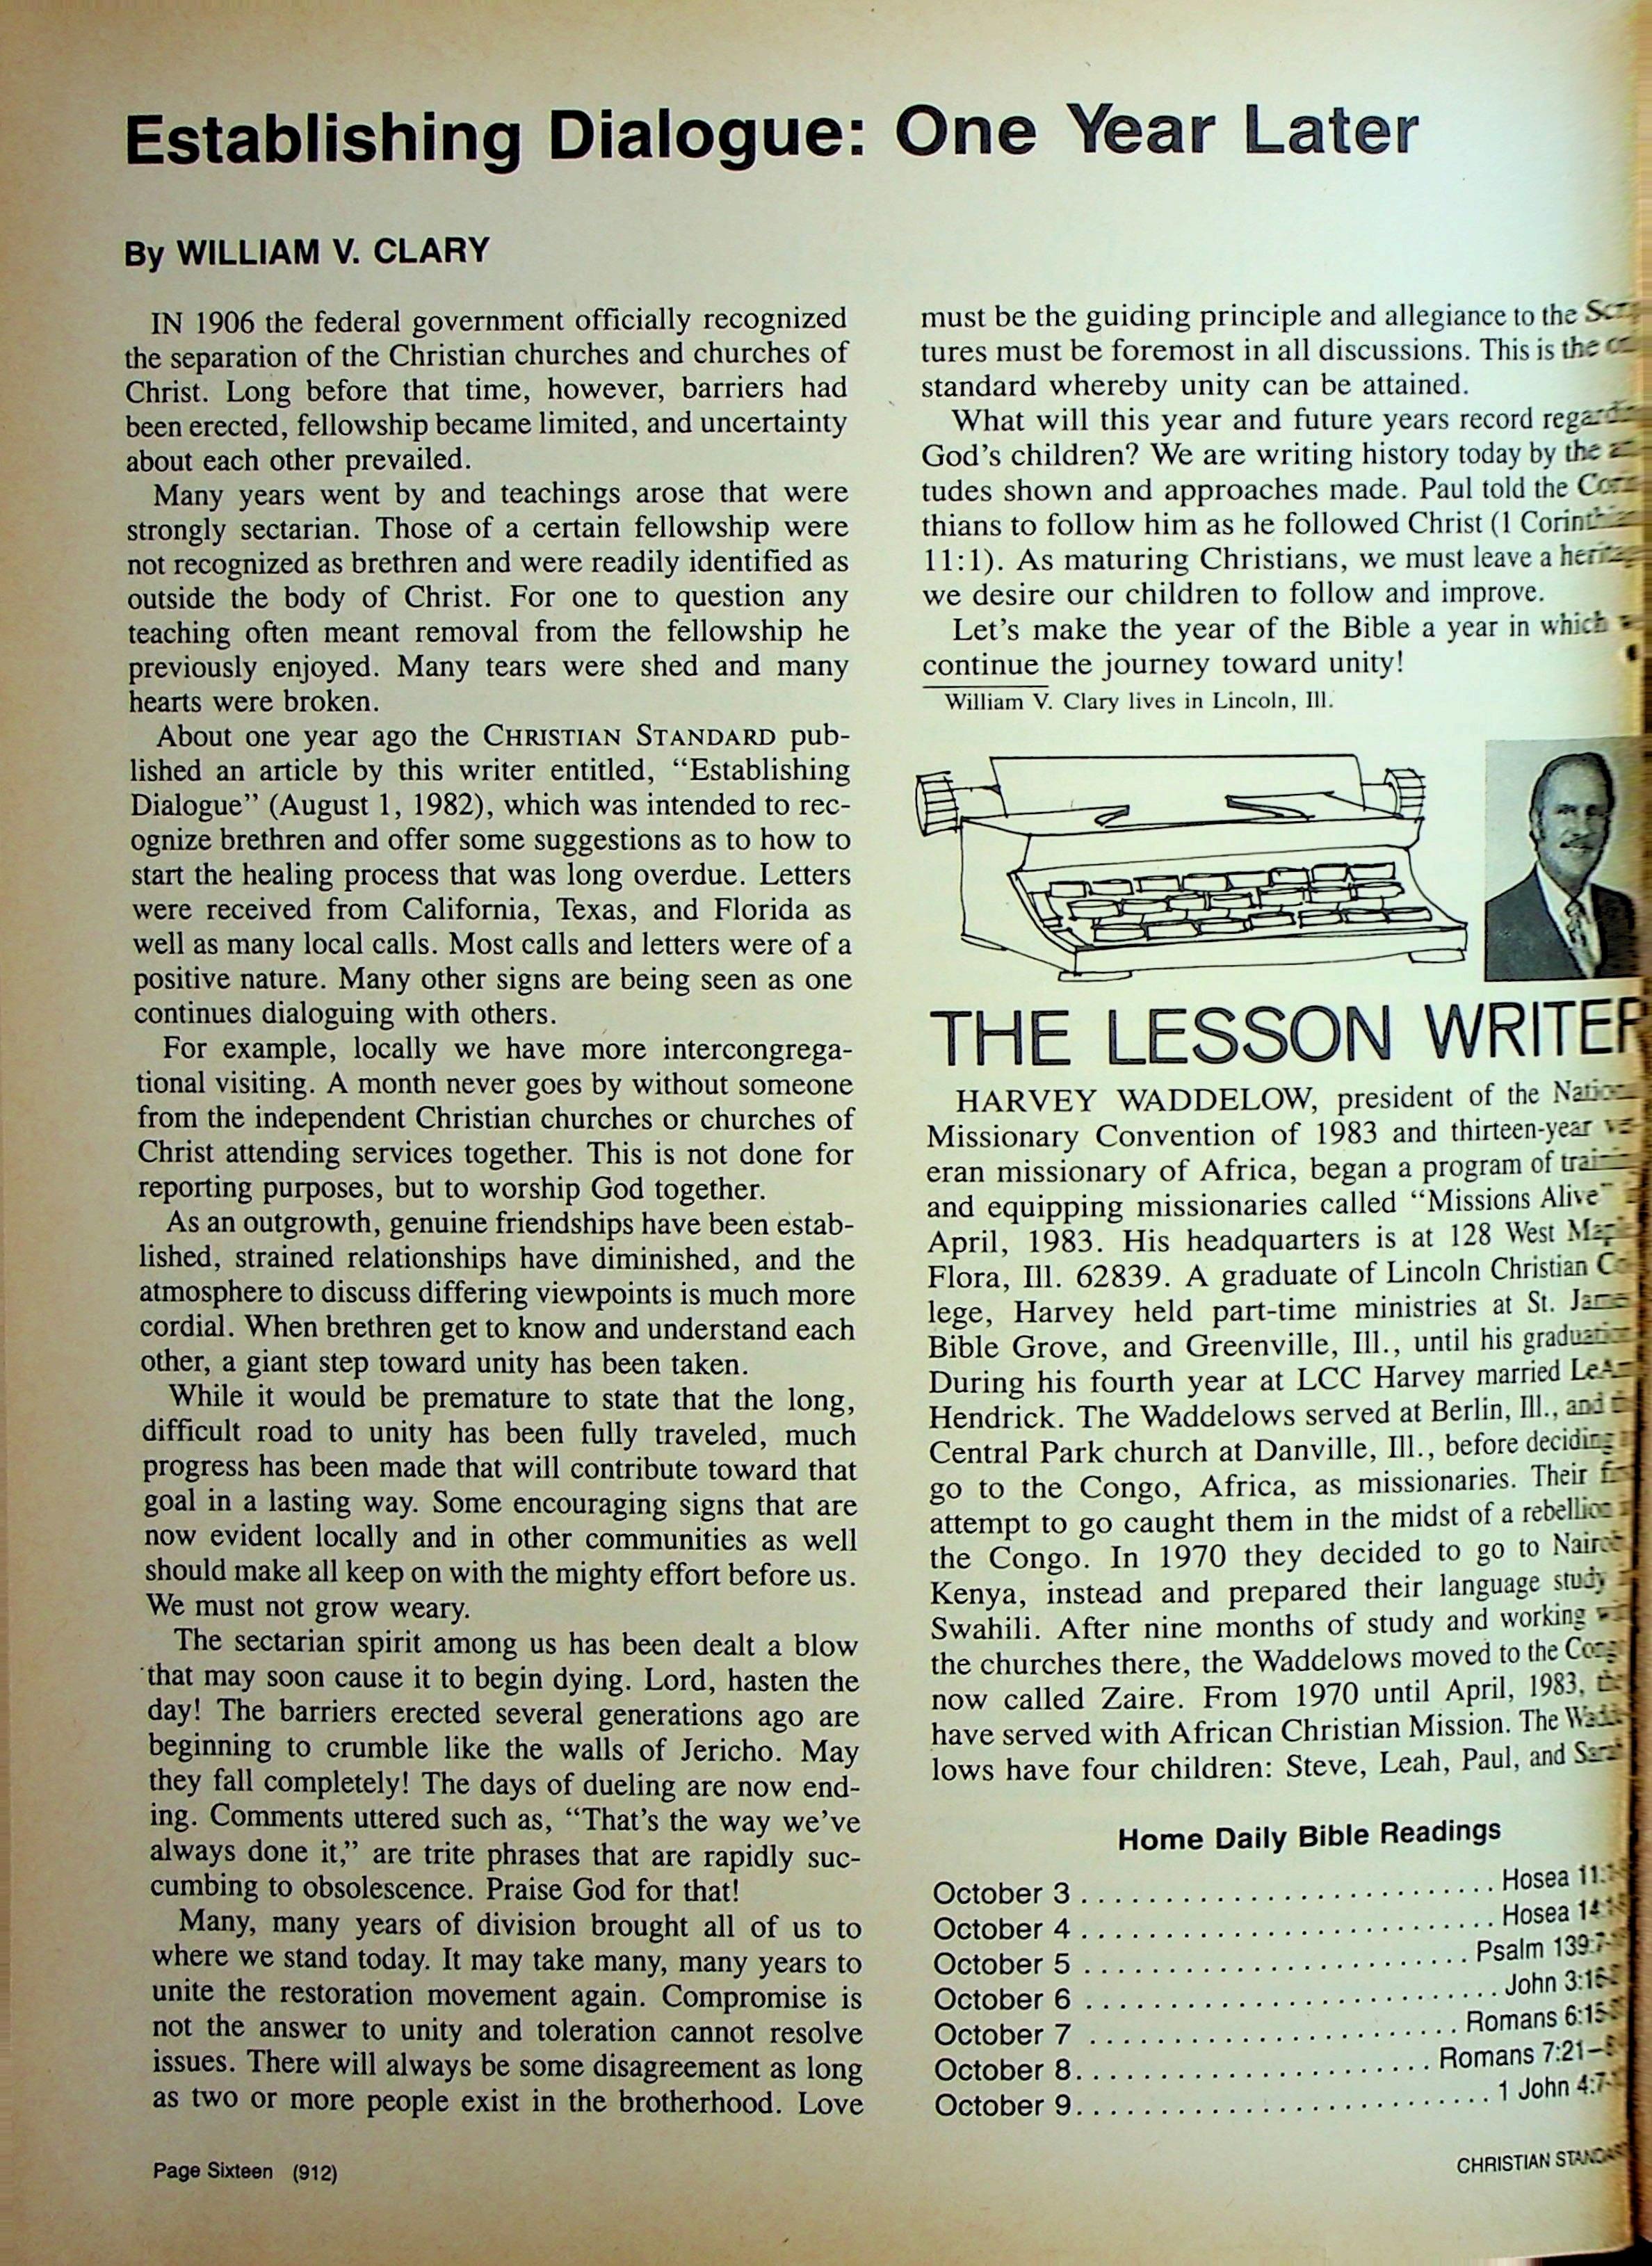 Establishing Dialogue: One Year Later
By WILLIAM V. CLARY
IN 1906 the federal government officially recognized
the separation of the Christian churches and churches of
Christ. Long before that time, however, barriers had
been erected, fellowship became limited, and uncertainty
about each other prevailed.
Many years went by and teachings arose that were
strongly sectarian. Those of a certain fellowship were
not recognized as brethren and were readily identified as
outside the body of Christ. For one to question any
teaching often meant removal from the fellowship he
previously enjoyed. Many tears were shed and many
hearts were broken.
About one year ago the CHRISTIAN STANDARD pub-
lished an article by this writer entitled, “Establishing
Dialogue” (August 1, 1982), which was intended to rec-
ognize brethren and offer some suggestions as to how to
start the healing process that was long overdue. Letters
were received from California, Texas, and Florida as
well as many local calls. Most calls and letters were of a
positive nature. Many other signs are being seen as one
continues dialoguing with others.
For example, locally we have more intercongrega-
tional visiting. A month never goes by without someone
from the independent Christian churches or churches of
Christ attending services together. This is not done for
reporting purposes, but to worship God together.
As an outgrowth, genuine friendships have been estab-
lished, strained relationships have diminished, and the
atmosphere to discuss differing viewpoints is much more
cordial. When brethren get to know and understand each
other, a giant step toward unity has been taken.
While it would be premature to state that the long,
difficult road to unity has been fully traveled, much
progress has been made that will contribute toward that
goal in a lasting way. Some encouraging signs that are
now evident locally and in other communities as well
should make all keep on with the mighty effort before us.
We must not grow weary.
The sectarian spirit among us has been dealt a blow
that may soon cause it to begin dying. Lord, hasten the
day! The barriers erected several generations ago are
beginning to crumble like the walls of Jericho. May
they fall completely! The days of dueling are now end-
ing. Comments uttered such as, “That’s the way we’ve
always done it,” are trite phrases that are rapidly suc-
cumbing to obsolescence. Praise God for that!
Many, many years of division brought all of us to
where we stand today. It may take many, many years to
unite the restoration movement again. Compromise is
not the answer to unity and toleration cannot resolve
issues. There will always be some disagreement as long
as two or more people exist in the brotherhood. Love
must be the guiding principle and allegiance to the
tures must be foremost in all discussions. This is the
standard whereby unity can be attained.
What will this year and future years record
God’s children? We are writing history today by the
tudes shown and approaches made. Paul told the
thians to follow him as he followed Christ (1
11:1). As maturing Christians, we must leave a
we desire our children to follow and improve.
Let’s make the year of the Bible a year in which
continue the journey toward unity!
William V. Clary lives in Lincoln, Ill.
THE LESSON WRITER
HARVEY WADDELOW, president of the
Missionary Convention of 1983 and thirteen-year
eran missionary of Africa, began a program of
and equipping missionaries called “Missions Alive”
April, 1983. His headquarters is at 128 West
Flora, Ill. 62839. A graduate of Lincoln Christian
lege, Harvey held part-time ministries at St.
Bible Grove, and Greenville, Ill., until his
During his fourth year at LCC Harvey married
Hendrick. The Waddelows served at Berlin, Ill., and
Central Park church at Danville, Ill., before deciding
go to the Congo, Africa, as missionaries. Their
attempt to go caught them in the midst of a rebellion
the Congo. In 1970 they decided to go to
Kenya, instead and prepared their language study
Swahili. After nine months of study and working
the churches there, the Waddelows moved to the
now called Zaire. From 1970 until April, 1983,
have served with African Christian Mission. The
lows have four children: Steve, Leah, Paul, and
Home Daily Bible Readings
October 3 . . . . . . . . . . . . . . . . . . . . . . . . . . Hosea 11:
October 4 . . . . . . . . . . . . . . . . . . . . . . . . . . Hosea
October 5 . . . . . . . . . . . . . . . . . . . . . . . . Psalm 139:
October 6 . . . . . . . . . . . . . . . . . . . . . . . . . . John
October 7 . . . . . . . . . . . . . . . . . . . . . . . Romans
October 8 . . . . . . . . . . . . . . . . . . . . . . Romans 7:21–
October 9 . . . . . . . . . . . . . . . . . . . . . . . . . . 1 John
Page Sixteen (912)
CHRISTIAN